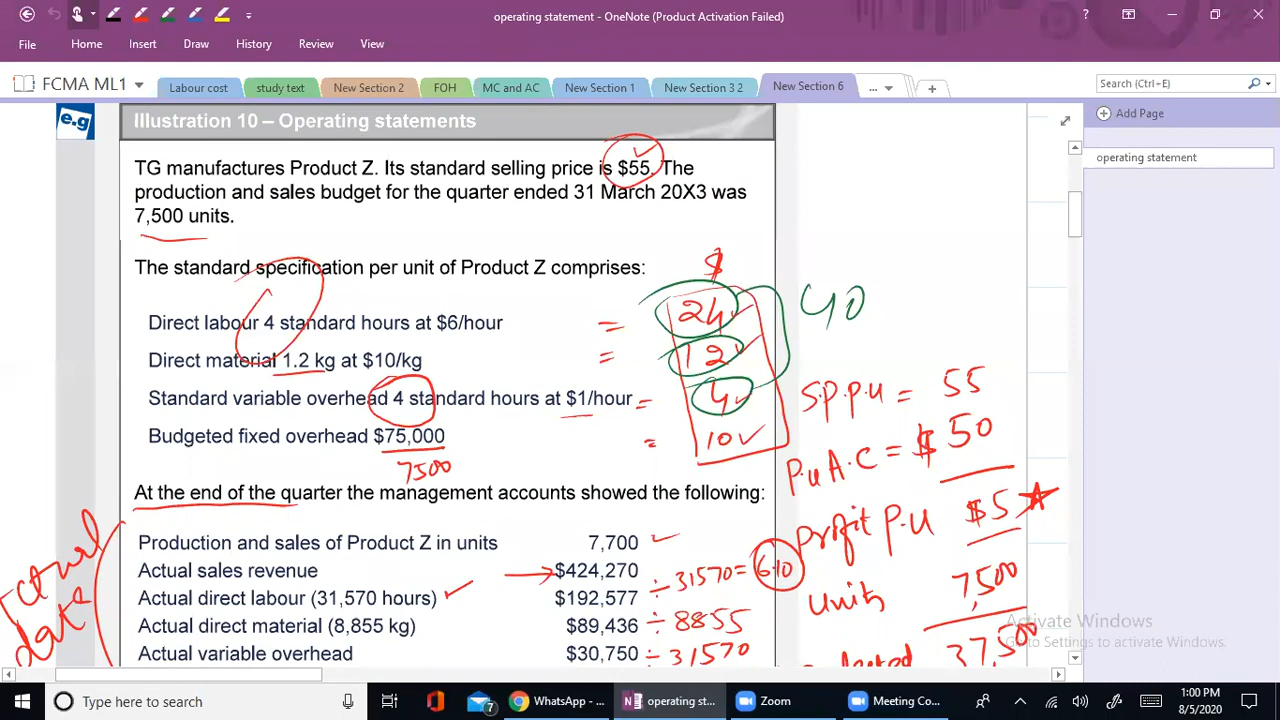 operating statement - OneNote (Product Activation Failed)
File Home Insert Draw History Review View
FCMA ML1 Labour cost study text New Section 2 FOH MC and AC New Section 1 New Section 3 2 New Section 6 ... Search (Ctrl+E)
Add Page
operating statement
e.g Illustration 10 – Operating statements
TG manufactures Product Z. Its standard selling price is $55. The
production and sales budget for the quarter ended 31 March 20X3 was
7,500 units.
The standard specification per unit of Product Z comprises:
$
Direct labour 4 standard hours at $6/hour = 24
40
Direct material 1.2 kg at $10/kg = 12
Standard variable overhead 4 standard hours at $1/hour = 4
Budgeted fixed overhead $75,000 = 10
7500
S.P.P.U = 55
P.U A.C = $ 50
Profit P.U $5
Units 7,500
37,500
At the end of the quarter the management accounts showed the following:
Actual data
Production and sales of Product Z in units 7,700
Actual sales revenue $424,270
Actual direct labour (31,570 hours) $192,577 ÷ 31570 = 6.10
Actual direct material (8,855 kg) $89,436 ÷ 8855
Actual variable overhead $30,750 ÷ 31570
Activate Windows
Go to Settings to activate Windows.
Type here to search
7
WhatsApp - ...
operating sta...
Zoom
Meeting Co...
1:00 PM
8/5/2020